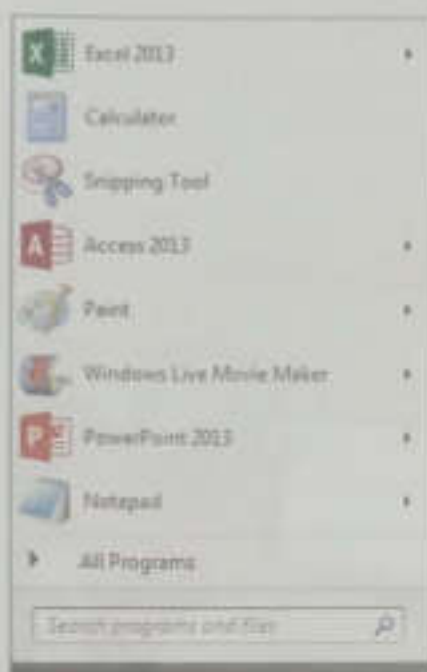 Excel 2013
Calculator
Snipping Tool
Access 2013
Paint
Windows Live Movie Maker
PowerPoint 2013
Notepad
All Programs
Search programs and files